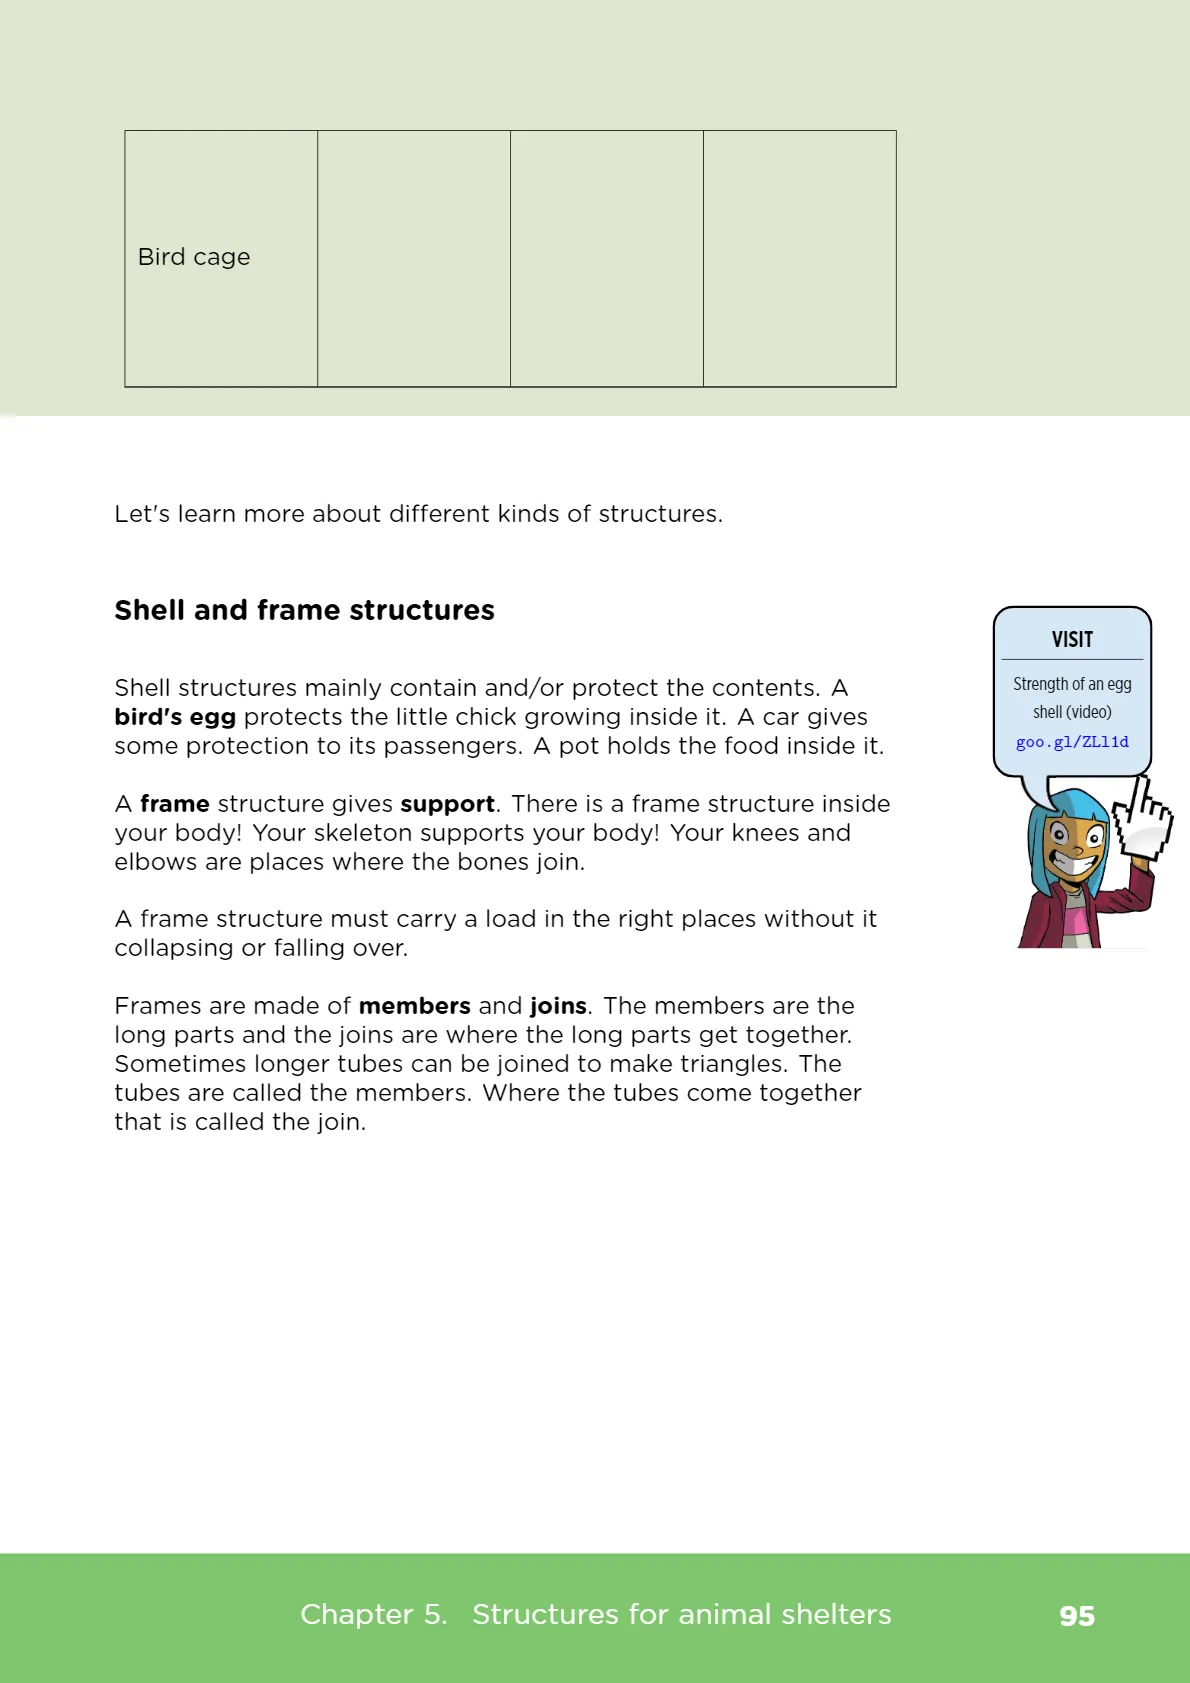 Bird cage
Let's learn more about different kinds of structures.
Shell and frame structures
Shell structures mainly contain and/or protect the contents. A
bird's egg protects the little chick growing inside it. A car gives
some protection to its passengers. A pot holds the food inside it.
A frame structure gives support. There is a frame structure inside
your body! Your skeleton supports your body! Your knees and
elbows are places where the bones join.
A frame structure must carry a load in the right places without it
collapsing or falling over.
Frames are made of members and joins. The members are the
long parts and the joins are where the long parts get together.
Sometimes longer tubes can be joined to make triangles. The
tubes are called the members. Where the tubes come together
that is called the join.
VISIT
Strength of an egg
shell (video)
goo.gl/ZLl1d
Chapter 5. Structures for animal shelters 95